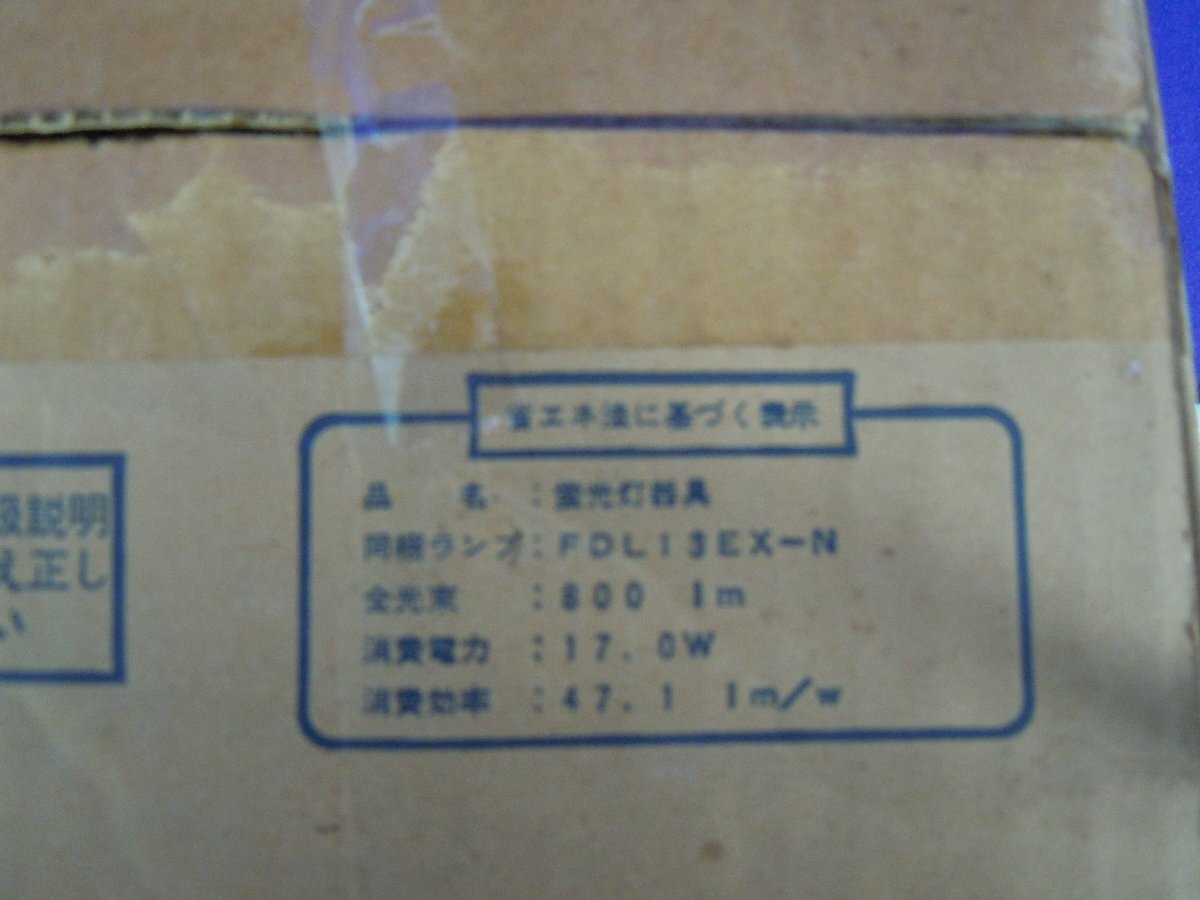 省エネ法に基づく表示
品　名 : 蛍光灯器具
同梱ランプ : FDL13EX-N
全光束 : 800 lm
消費電力 : 17.0W
消費効率 : 47.1 lm/w
扱説明
え正し
い